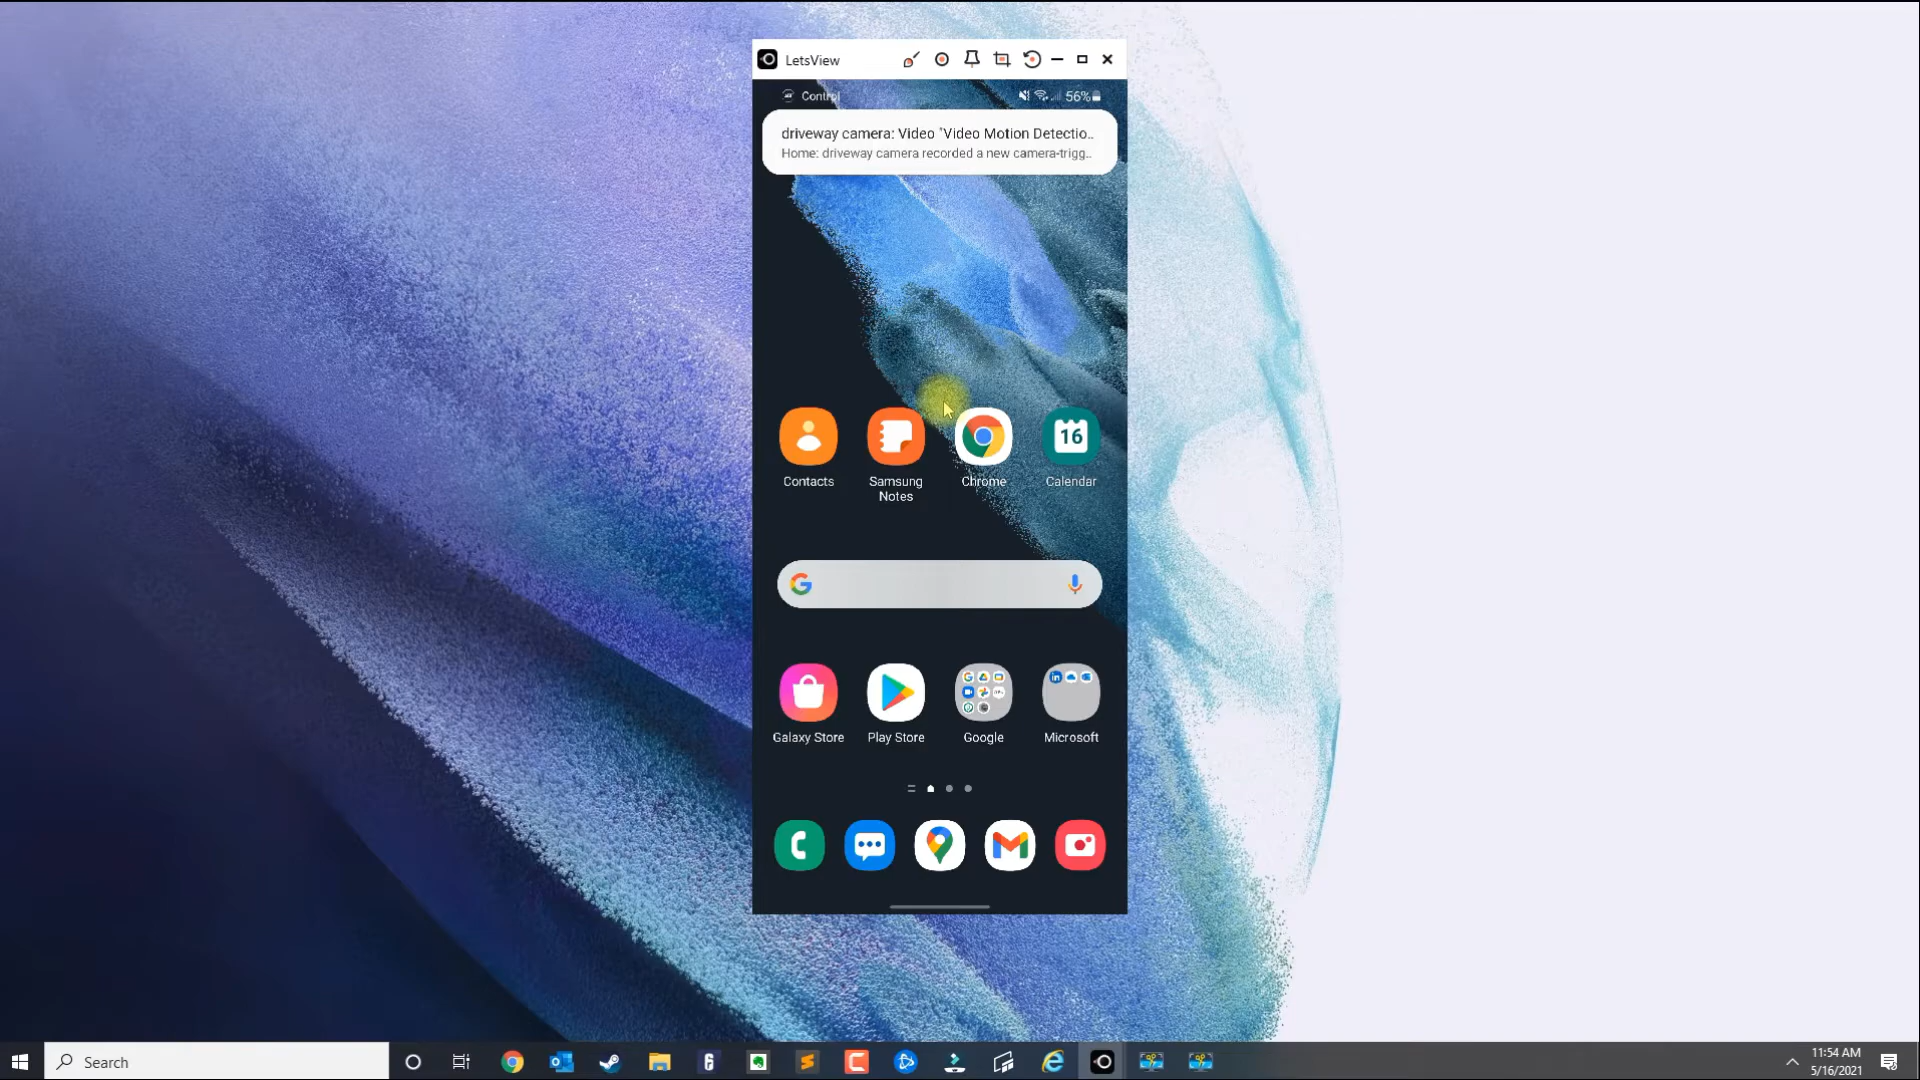 LetsView
Control
56%
driveway camera: Video "Video Motion Detectio..
Home: driveway camera recorded a new camera-trigg..
16
Contacts
Samsung
Notes
Chrome
Calendar
Galaxy Store
Play Store
Google
Microsoft
Search
11:54 AM
5/16/2021